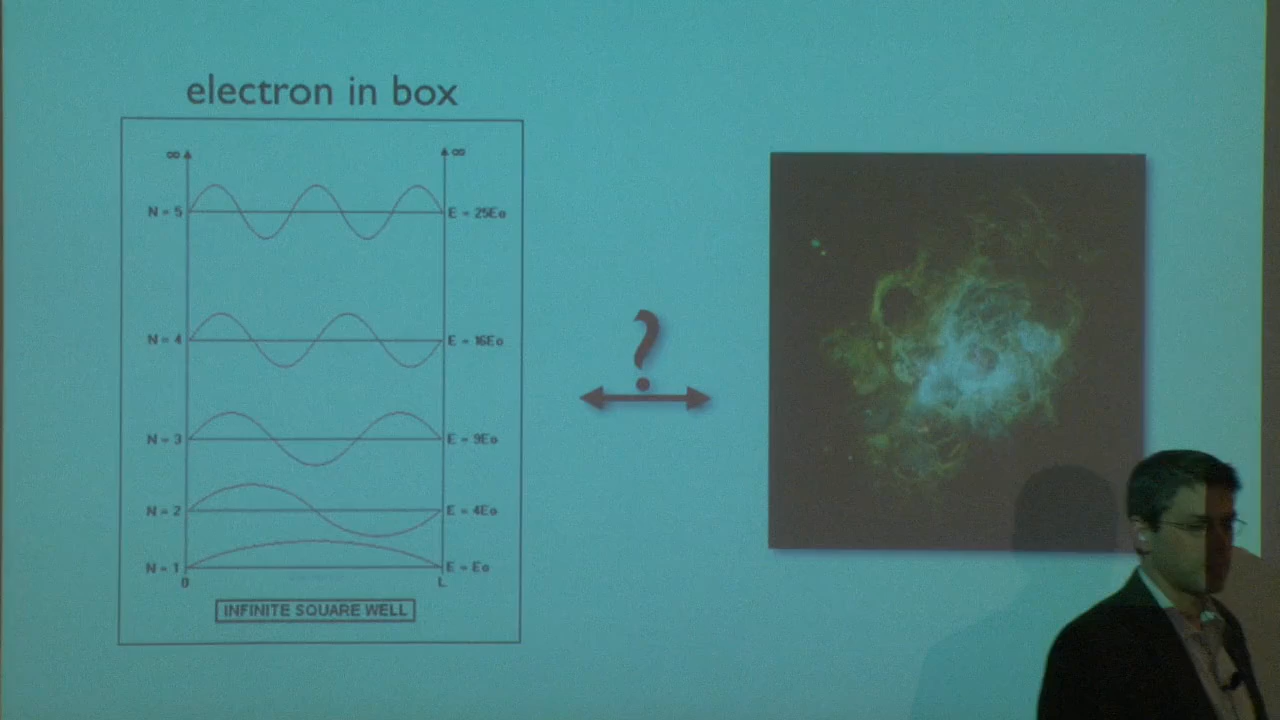 electron in box
∞ ∞
N = 5 E = 25Eo
N = 4 E = 16Eo
?
N = 3 E = 9Eo
N = 2 E = 4Eo
N = 1 E = Eo
0 L
INFINITE SQUARE WELL